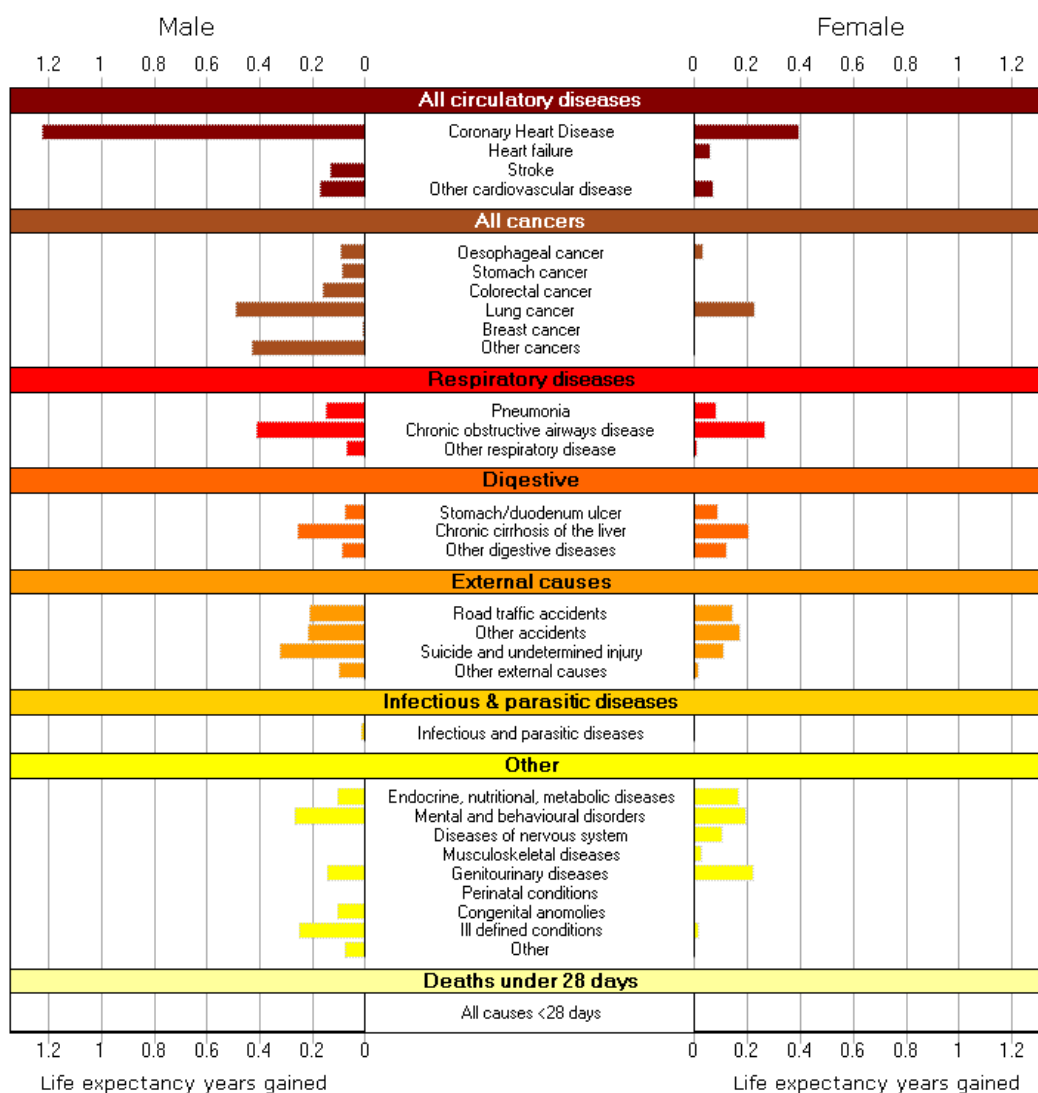 Male Female
1.2 1 0.8 0.6 0.4 0.2 0 0 0.2 0.4 0.6 0.8 1 1.2
All circulatory diseases
Coronary Heart Disease
Heart failure
Stroke
Other cardiovascular disease
All cancers
Oesophageal cancer
Stomach cancer
Colorectal cancer
Lung cancer
Breast cancer
Other cancers
Respiratory diseases
Pneumonia
Chronic obstructive airways disease
Other respiratory disease
Digestive
Stomach/duodenum ulcer
Chronic cirrhosis of the liver
Other digestive diseases
External causes
Road traffic accidents
Other accidents
Suicide and undetermined injury
Other external causes
Infectious & parasitic diseases
Infectious and parasitic diseases
Other
Endocrine, nutritional, metabolic diseases
Mental and behavioural disorders
Diseases of nervous system
Musculoskeletal diseases
Genitourinary diseases
Perinatal conditions
Congenital anomolies
Ill defined conditions
Other
Deaths under 28 days
All causes <28 days
1.2 1 0.8 0.6 0.4 0.2 0 0 0.2 0.4 0.6 0.8 1 1.2
Life expectancy years gained Life expectancy years gained